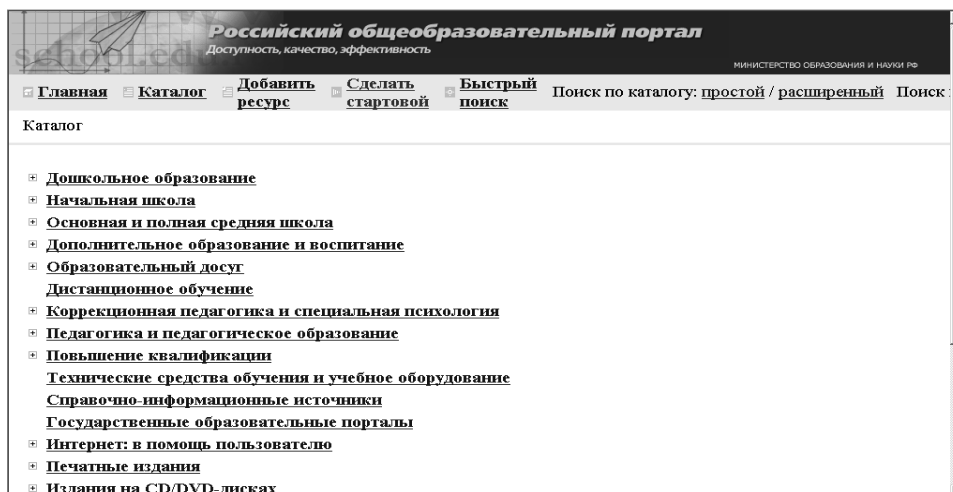 Российский общеобразовательный портал
school.edu
Доступность, качество, эффективность
МИНИСТЕРСТВО ОБРАЗОВАНИЯ И НАУКИ РФ
Главная Каталог Добавить ресурс Сделать стартовой Быстрый поиск Поиск по каталогу: простой / расширенный Поиск
Каталог
Дошкольное образование
Начальная школа
Основная и полная средняя школа
Дополнительное образование и воспитание
Образовательный досуг
Дистанционное обучение
Коррекционная педагогика и специальная психология
Педагогика и педагогическое образование
Повышение квалификации
Технические средства обучения и учебное оборудование
Справочно-информационные источники
Государственные образовательные порталы
Интернет: в помощь пользователю
Печатные издания
Издания на CD/DVD-дисках